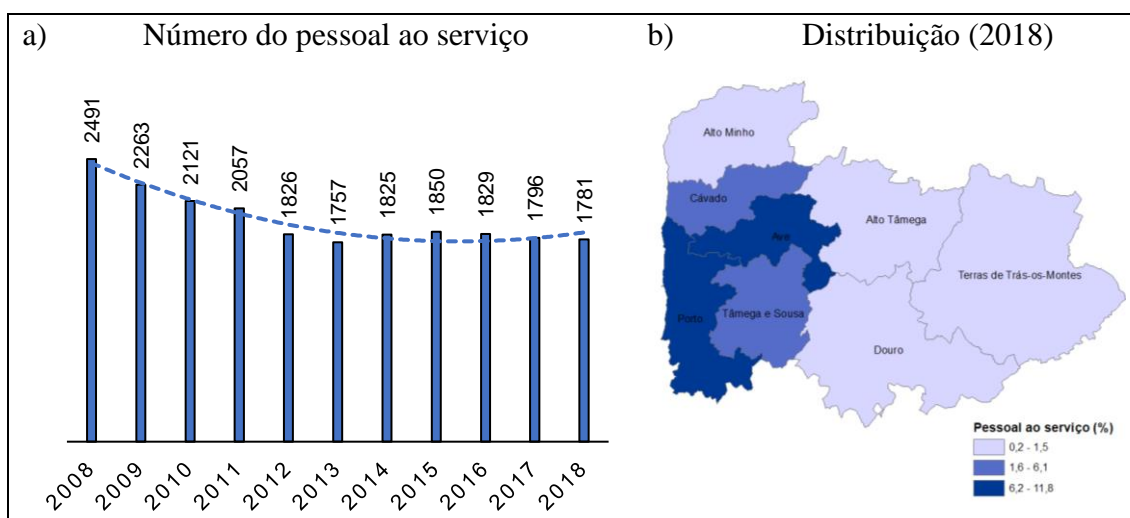 a) Número do pessoal ao serviço
2491
2263
2121
2057
1826
1757
1825
1850
1829
1796
1781
2008
2009
2010
2011
2012
2013
2014
2015
2016
2017
2018
b) Distribuição (2018)
Alto Minho
Cávado
Ave
Alto Tâmega
Terras de Trás-os-Montes
Porto
Tâmega e Sousa
Douro
Pessoal ao serviço (%)
0,2 - 1,5
1,6 - 6,1
6,2 - 11,8